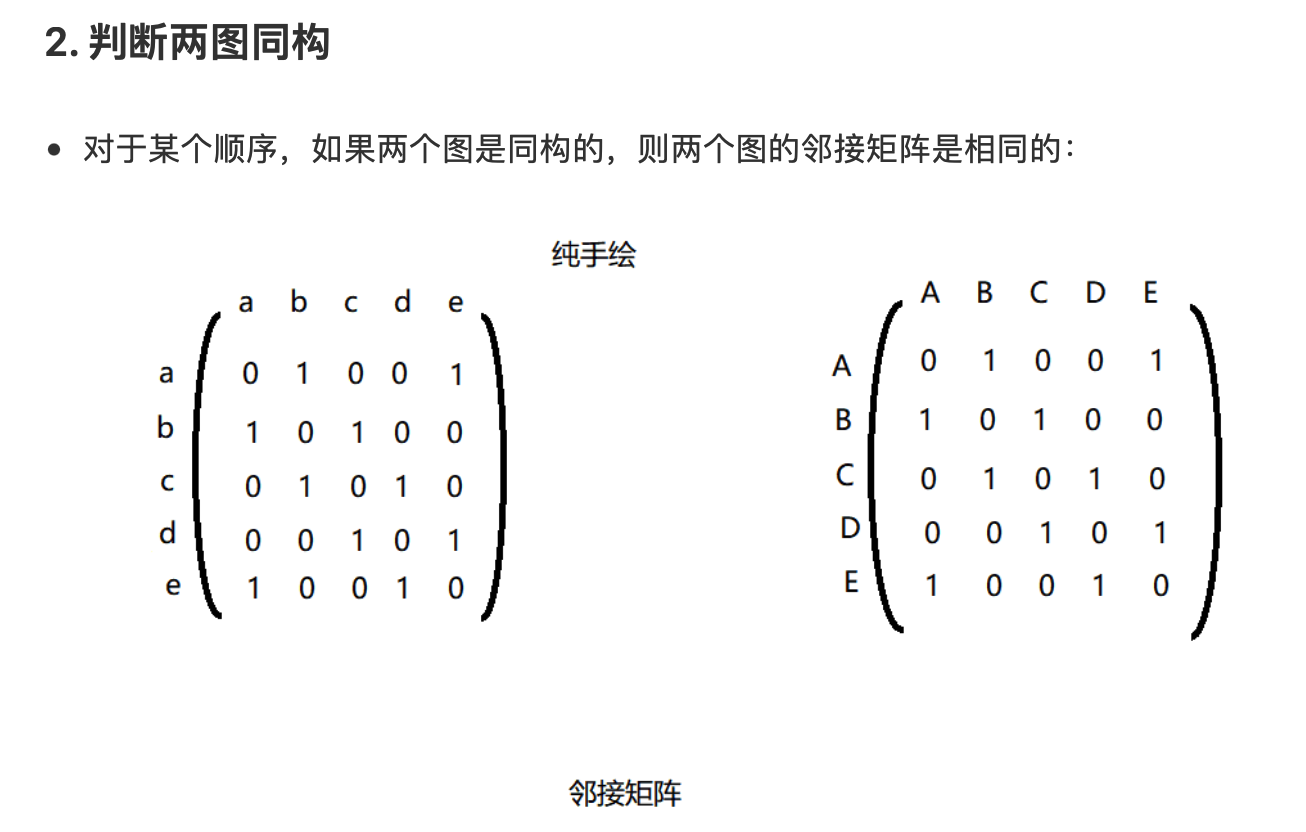 2. 判断两图同构
• 对于某个顺序，如果两个图是同构的，则两个图的邻接矩阵是相同的：
纯手绘
a b c d e
a 0 1 0 0 1
b 1 0 1 0 0
c 0 1 0 1 0
d 0 0 1 0 1
e 1 0 0 1 0
A B C D E
A 0 1 0 0 1
B 1 0 1 0 0
C 0 1 0 1 0
D 0 0 1 0 1
E 1 0 0 1 0
邻接矩阵